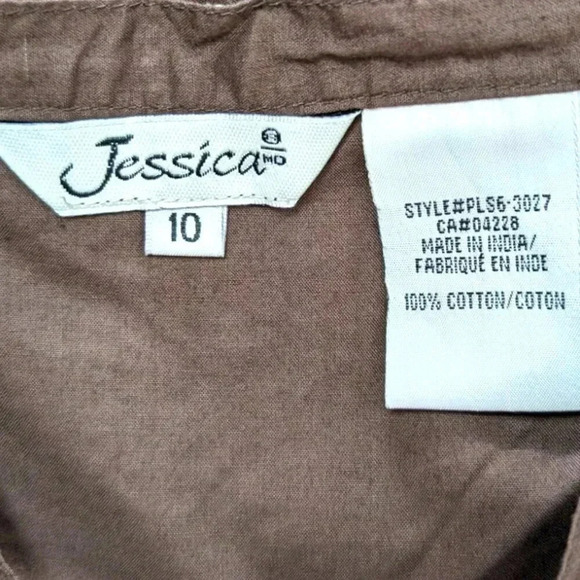 Jessica ® MD
10
STYLE#PLS6-3027
CA#04228
MADE IN INDIA/
FABRIQUÉ EN INDE
100% COTTON/COTON